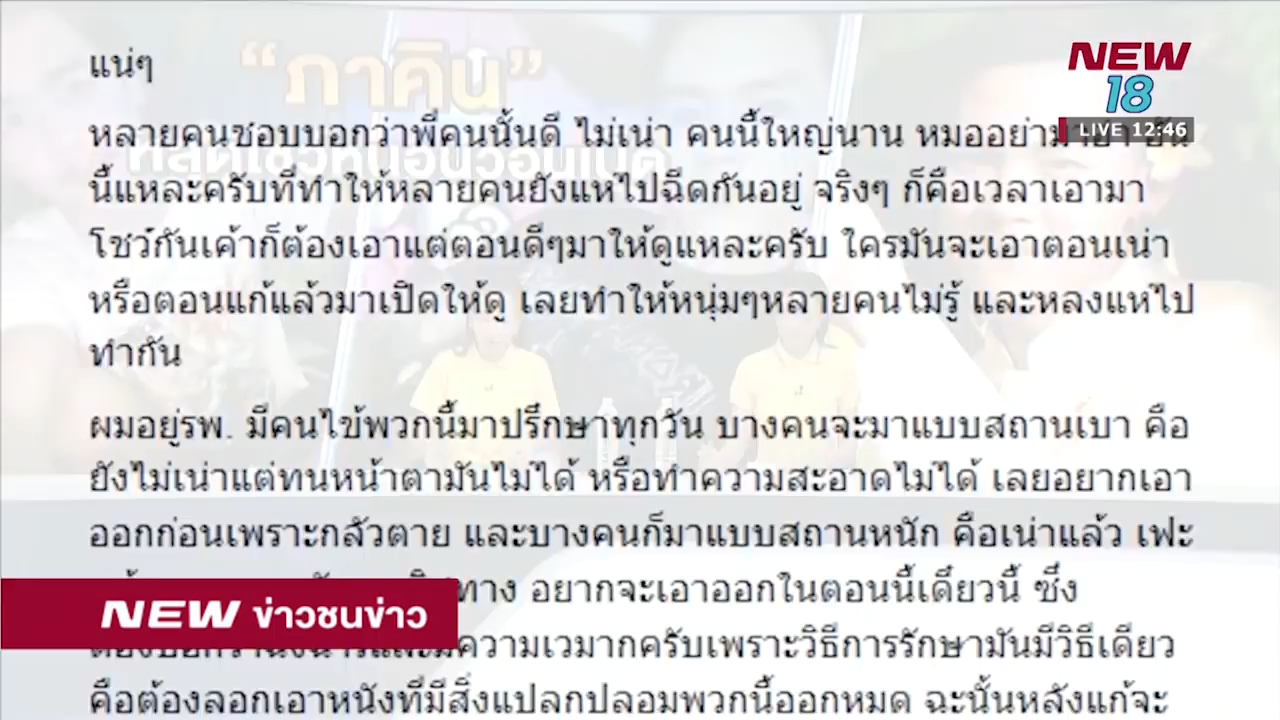 “ภาคิน”
NEW
18
LIVE 12:46
แน่ๆ
หลายคนชอบบอกว่าพี่คนนั้นดี ไม่เน่า คนนี้ใหญ่นาน หมออย่ามา
นี้แหละครับที่ทำให้หลายคนยังแห่ไปฉีดกันอยู่ จริงๆ ก็คือเวลาเอามา
โชว์กันเค้าก็ต้องเอาแต่ตอนดีๆมาให้ดูแหละครับ ใครมันจะเอาตอนเน่า
หรือตอนแก้แล้วมาเปิดให้ดู เลยทำให้หนุ่มๆหลายคนไม่รู้ และหลงแห่ไป
ทำกัน
ผมอยู่รพ. มีคนไข้พวกนี้มาปรึกษาทุกวัน บางคนจะมาแบบสถานเบา คือ
ยังไม่เน่าแต่ทนหน้าตามันไม่ได้ หรือทำความสะอาดไม่ได้ เลยอยากเอา
ออกก่อนเพราะกลัวตาย และบางคนก็มาแบบสถานหนัก คือเน่าแล้ว เฟะ
ทาง อยากจะเอาออกในตอนนี้เดี๋ยวนี้ ซึ่ง
ความเวมากครับเพราะวิธีการรักษามันมีวิธีเดียว
คือต้องลอกเอาหนังที่มีสิ่งแปลกปลอมพวกนี้ออกหมด ฉะนั้นหลังแก้จะ
NEW ข่าวชนข่าว